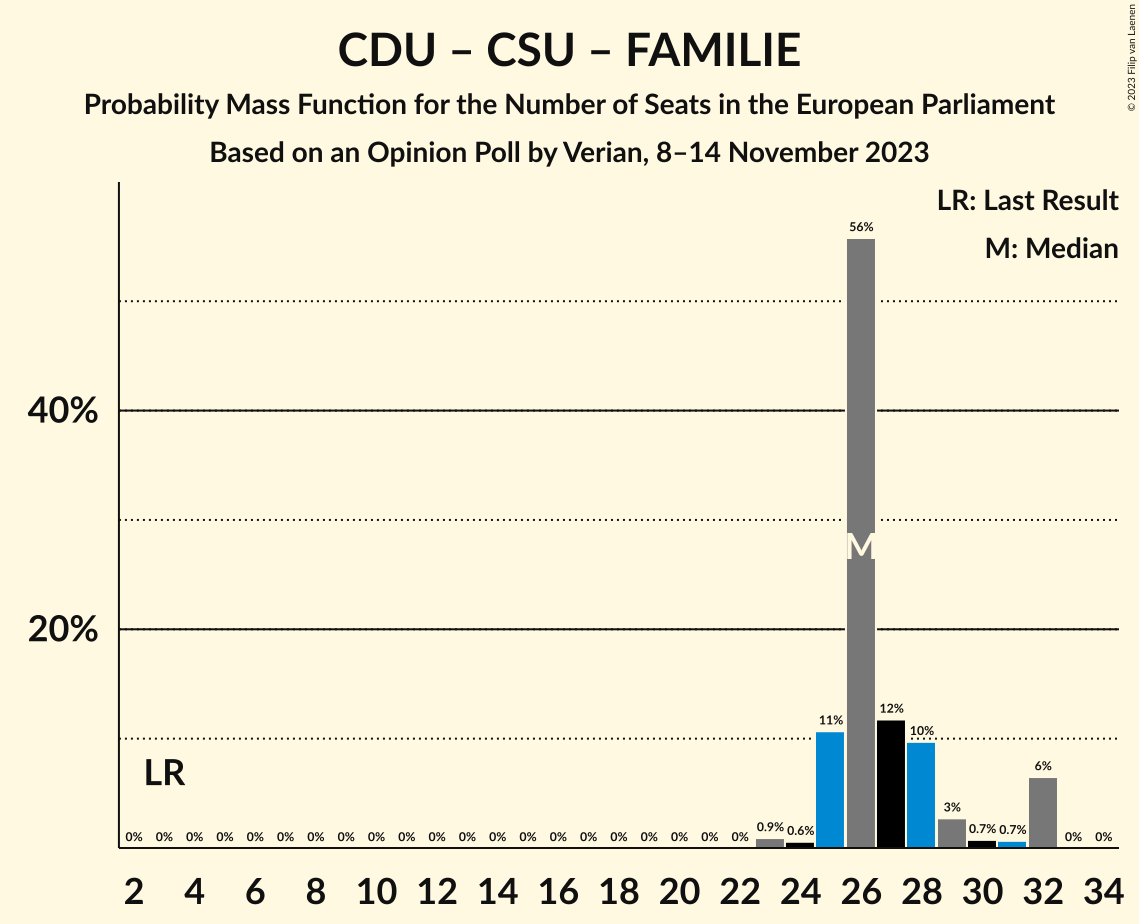 CDU – CSU – FAMILIE
Probability Mass Function for the Number of Seats in the European Parliament
Based on an Opinion Poll by Verian, 8–14 November 2023
© 2023 Filip van Laenen
LR: Last Result
M: Median
56%
40%
M
20%
12%
11%
10%
LR
6%
3%
0% 0% 0% 0% 0% 0% 0% 0% 0% 0% 0% 0% 0% 0% 0% 0% 0% 0% 0% 0% 0% 0.9% 0.6% 0.7% 0.7% 0% 0%
2 4 6 8 10 12 14 16 18 20 22 24 26 28 30 32 34